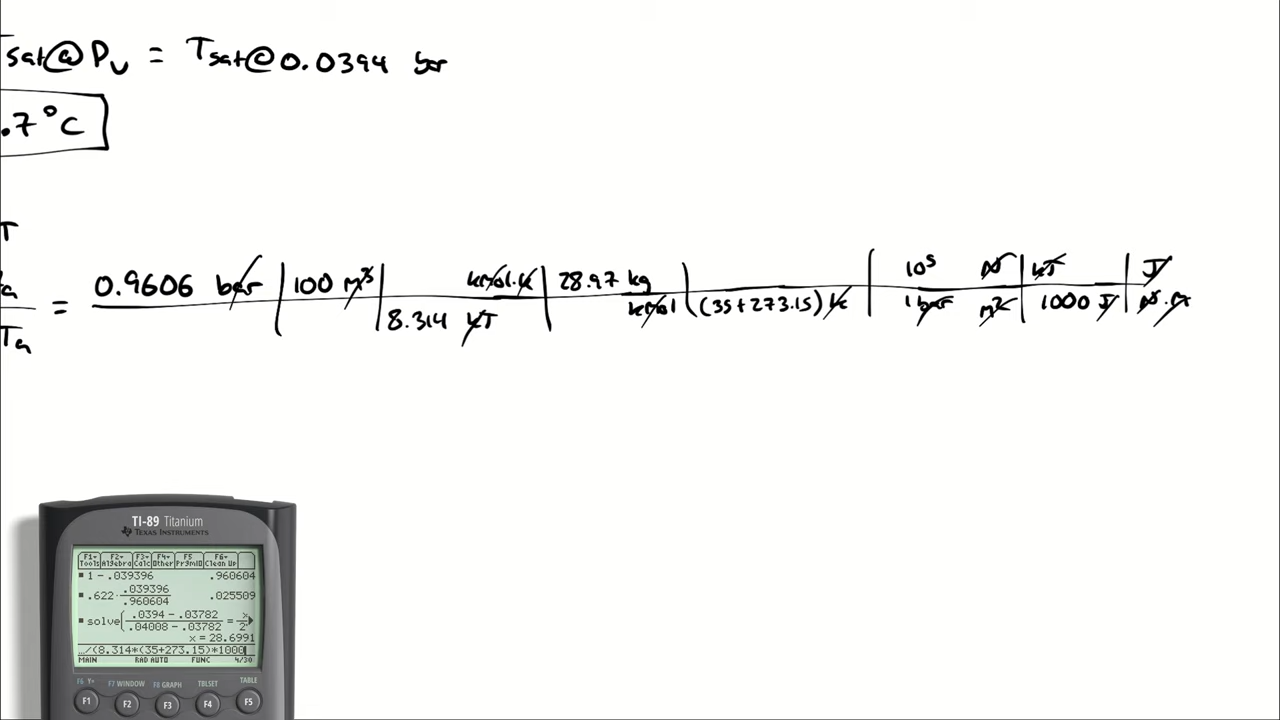 Tsat@Pv = Tsat@0.0394 bar
.7°C
T
a
Ta
= 0.9606 bar | 100 m³ | kmol·K | 28.97 kg | | 10⁵ N | kJ | J
8.314 kJ | kmol | (35+273.15) K | 1 bar m² | 1000 J | N·m
TI-89 Titanium
TEXAS INSTRUMENTS
F1 Tools F2 Algebra F3 Calc F4 Other F5 PrgmIO F6 Clean Up
1 - .039396 .960604
.622 · .039396 / .960604 .025509
solve( .0394 - .03782 / .04008 - .03782 = x / 2
x = 28.6991
…/(8.314*(35+273.15)*1000
MAIN RAD AUTO FUNC 4/30
F6 Y= F7 WINDOW F8 GRAPH TBLSET TABLE
F1 F2 F3 F4 F5